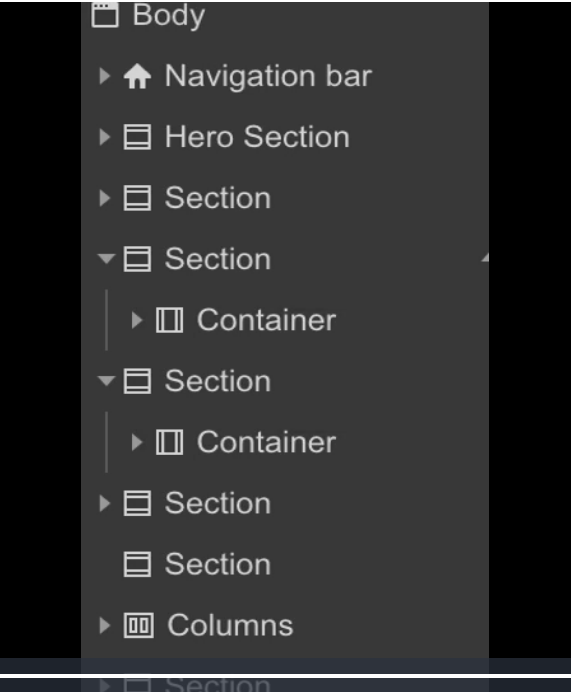 Body
Navigation bar
Hero Section
Section
Section
Container
Section
Container
Section
Section
Columns
Section